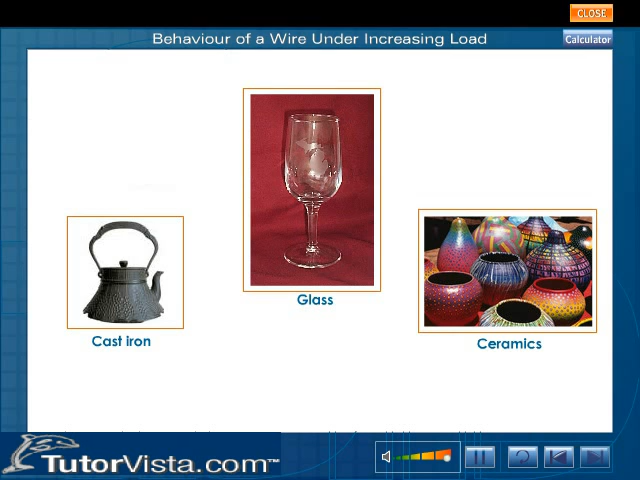 CLOSE
Behaviour of a Wire Under Increasing Load
Calculator
Glass
Cast iron
Ceramics
TutorVista.com™